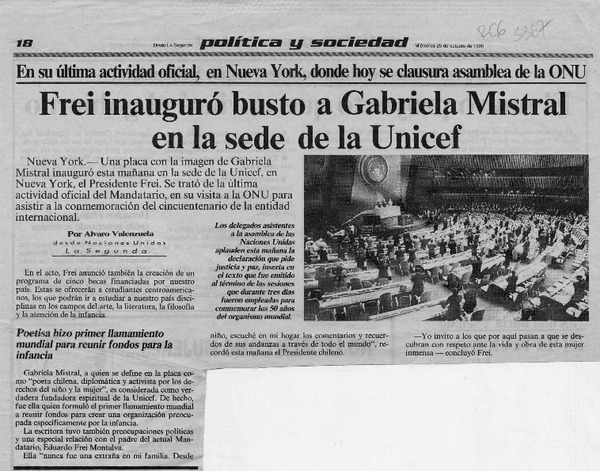 18
Desde La Segunda
política y sociedad
Miércoles 25 de octubre de 1995
RC6 3367
En su última actividad oficial, en Nueva York, donde hoy se clausura asamblea de la ONU
Frei inauguró busto a Gabriela Mistral
en la sede de la Unicef
Nueva York.— Una placa con la imagen de Gabriela
Mistral inauguró esta mañana en la sede de la Unicef, en
Nueva York, el Presidente Frei. Se trató de la última
actividad oficial del Mandatario, en su visita a la ONU para
asistir a la conmemoración del cincuentenario de la entidad
internacional.
Por Alvaro Valenzuela
desde Naciones Unidas
La Segunda
En el acto, Frei anunció también la creación de un
programa de cinco becas financiadas por nuestro
país. Estas se ofrecerán a estudiantes centroamerica-
nos, los que podrán ir a estudiar a nuestro país disci-
plinas en los campos del arte, la literatura, la filosofía
y la atención de la infancia.
Poetisa hizo primer llamamiento
mundial para reunir fondos para la
infancia
Gabriela Mistral, a quien se define en la placa
como "poeta chilena, diplomática y activista por los de-
rechos del niño y la mujer", es considerada como ver-
dadera fundadora espiritual de la Unicef. De hecho,
fue ella quien formuló el primer llamamiento mundial
a reunir fondos para crear una organización preocu-
pada específicamente por la infancia.
La escritora tuvo también preocupaciones políticas
y una especial relación con el padre del actual Man-
datario, Eduardo Frei Montalva.
Ella "nunca fue una extraña en mi familia. Desde
Los delegados asistentes
a la asamblea de las
Naciones Unidas
aplauden esta mañana la
declaración que pide
justicia y paz, inserta en
el texto que fue emitido
al término de las sesiones
que durante tres días
fueron empleadas para
conmemorar los 50 años
del organismo mundial.
niño, escuché en mi hogar los comentarios y recuer-
dos de sus andanzas a través de todo el mundo", re-
cordó esta mañana el Presidente chileno.
—Yo invito a los que por aquí pasan a que se des-
cubran con respeto ante la vida y obra de esta mujer
inmensa — concluyó Frei.